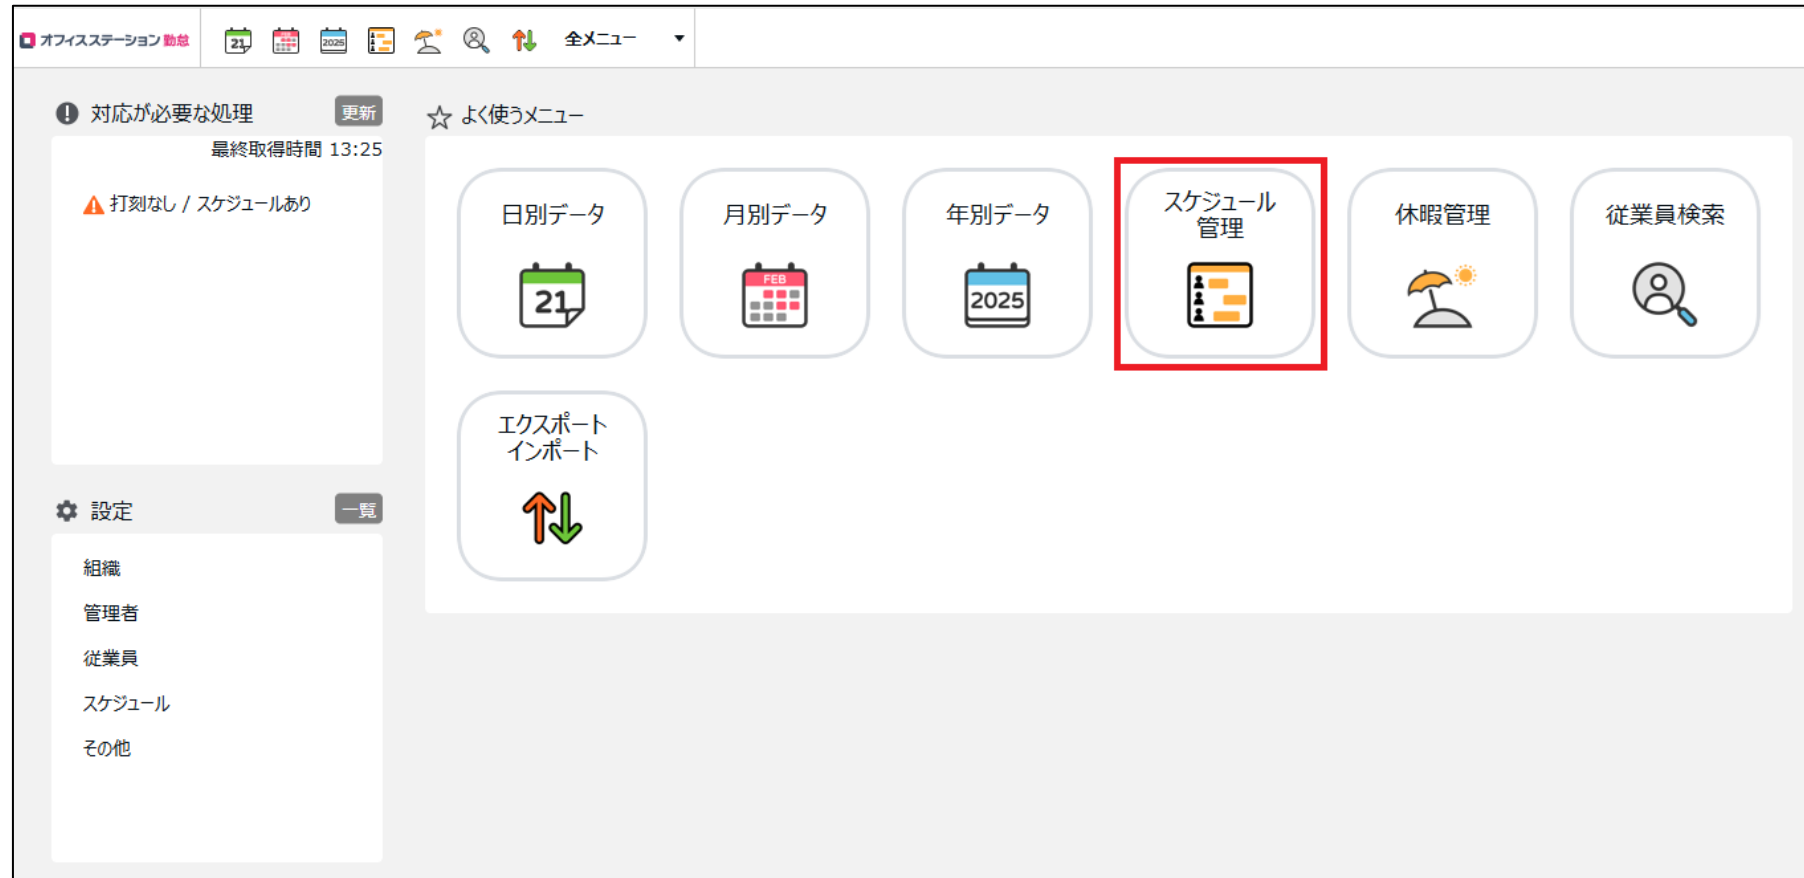 オフィスステーション 勤怠
21
2025
全メニュー
対応が必要な処理
更新
最終取得時間 13:25
打刻なし / スケジュールあり
設定
一覧
組織
管理者
従業員
スケジュール
その他
よく使うメニュー
日別データ
21
月別データ
FEB
年別データ
2025
スケジュール
管理
休暇管理
従業員検索
エクスポート
インポート